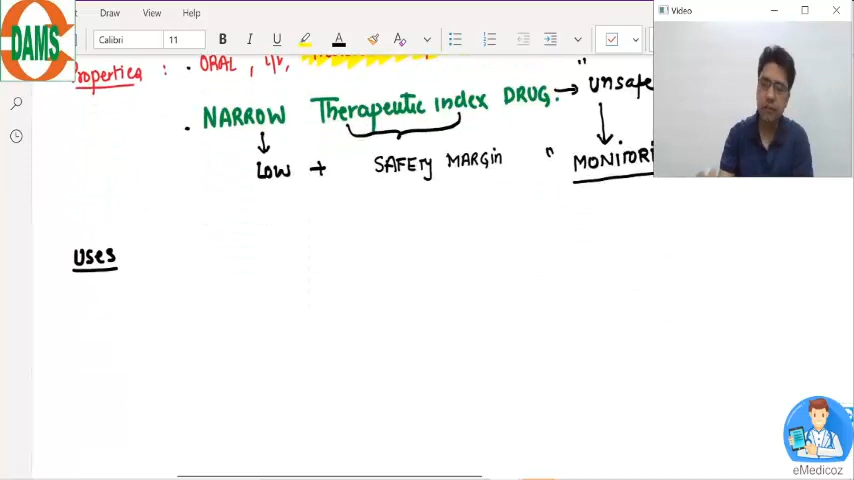 DAMS
Draw View Help
Calibri 11 B I U A
Video
Properties : • ORAL , i/v,
• NARROW Therapeutic index DRUG. → unsafe
Low + SAFETY MARGin " MONITORI
Uses
eMedicoz